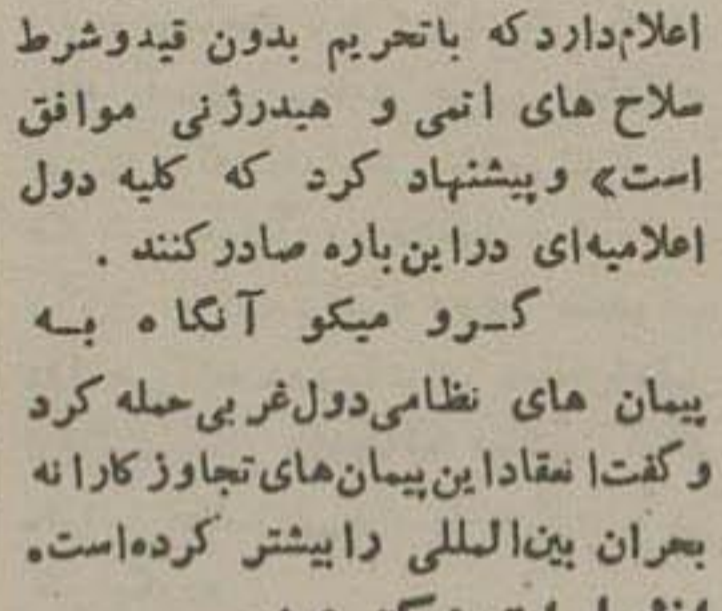 اعلام‌دارد که باتحریم بدون قیدوشرط
سلاح های اتمی و هیدرژنی موافق
است» وپیشنهاد کرد که کلیه دول
اعلامیه‌ای دراین‌باره صادر کنند .
گـرو میکو آنگاه بـه
پیمان های نظامی‌دول‌غربی حمله کرد
و گفت انعقاداین‌پیمان‌های تجاوزکارانه
بحران بین‌المللی رابیشتر کرده‌است.